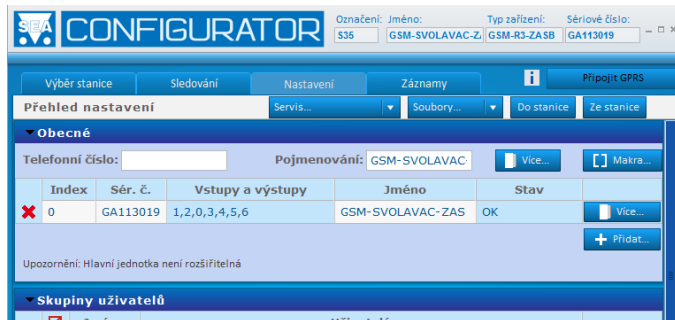 SEA CONFIGURATOR
Označení: Jméno: Typ zařízení: Sériové číslo:
S35 GSM-SVOLAVAC-Z GSM-R3-ZASB GA113019
Výběr stanice Sledování Nastavení Záznamy i Připojit GPRS
Přehled nastavení Servis... Soubory... Do stanice Ze stanice
Obecné
Telefonní číslo: Pojmenování: GSM-SVOLAVAC- Více... Makra...
Index Sér. č. Vstupy a výstupy Jméno Stav
0 GA113019 1,2,0,3,4,5,6 GSM-SVOLAVAC-ZAS OK Více...
Přidat...
Upozornění: Hlavní jednotka není rozšiřitelná
Skupiny uživatelů